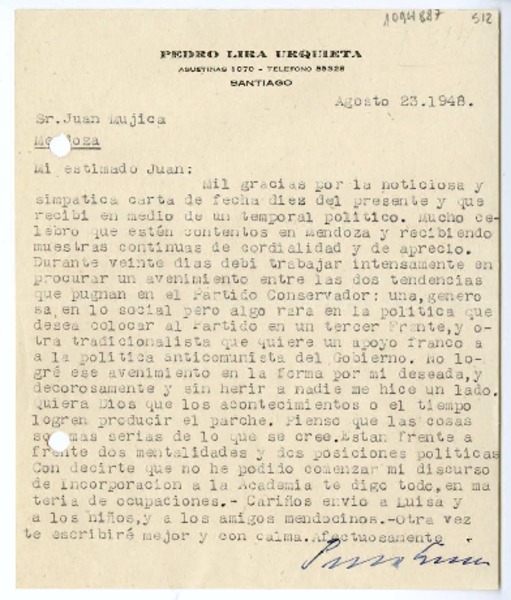 1094887 512
PEDRO LIRA URQUIETA
AGUSTINAS 1070 - TELEFONO 85328
SANTIAGO
Agosto 23.1948.
Sr.Juan Mujica
Me oza
Mi estimado Juan:
Mil gracias por la noticiosa y
simpatica carta de fecha diez del presente y que
recibi en medio de un temporal politico. Mucho ce-
lebro que estén contentos en Mendoza y recibiendo
muestras continuas de cordialidad y de aprecio.
Durante veinte dias debi trabajar intensamente en
procurar un avenimiento entre las dos tendencias
que pugnan en el Partido Conservador: una, genero
sa, en lo social pero algo rara en la politica que
desea colocar al Partido en un tercer Frente,y o-
tra tradicionalista que quiere un apoyo franco a
a la politica anticomunista del Gobierno. No lo-
gré ese avenimiento en la forma por mi deseada,y
decorosamente y sin herir a nadie me hice un lado.
Quiera Dios que los acontecimientos o el tiempo
logren producir el parche. Pienso que las cosas
so mas serias de lo que se cree.Estan frente a
frente dos mentalidades y dos posiciones politicas
Con decirte que no he podido comenzar mi discurso
de Incorporacion a la Academia te digo todo,en ma
teria de ocupaciones.- Cariños envio a Luisa y
a los niños,y a los amigos mendocinos.-Otra vez
te escribiré mejor y con calma.Afectuosamente